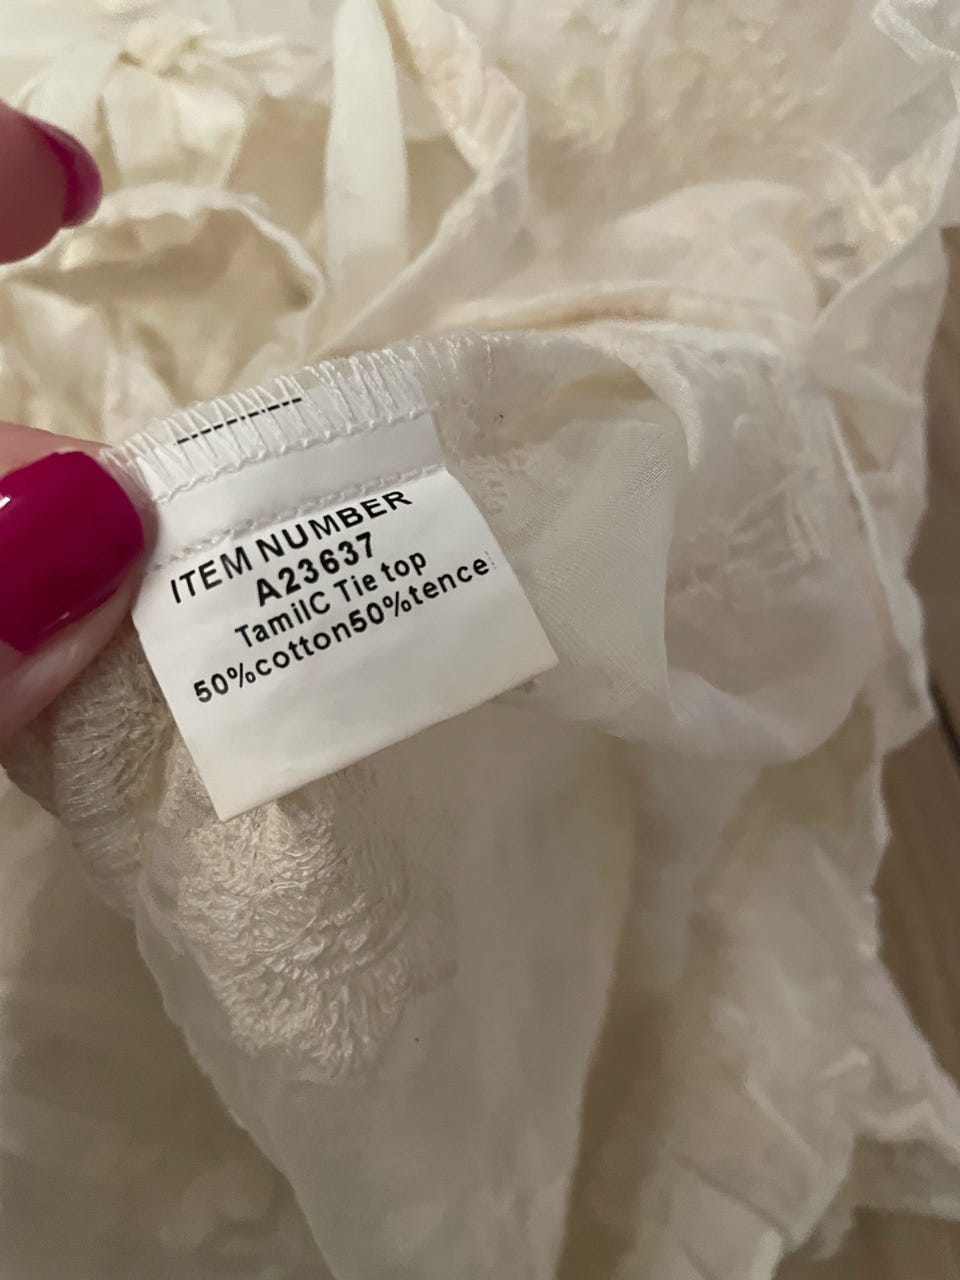 ITEM NUMBER
A23637
TamilC Tie top
50%cotton50%tence